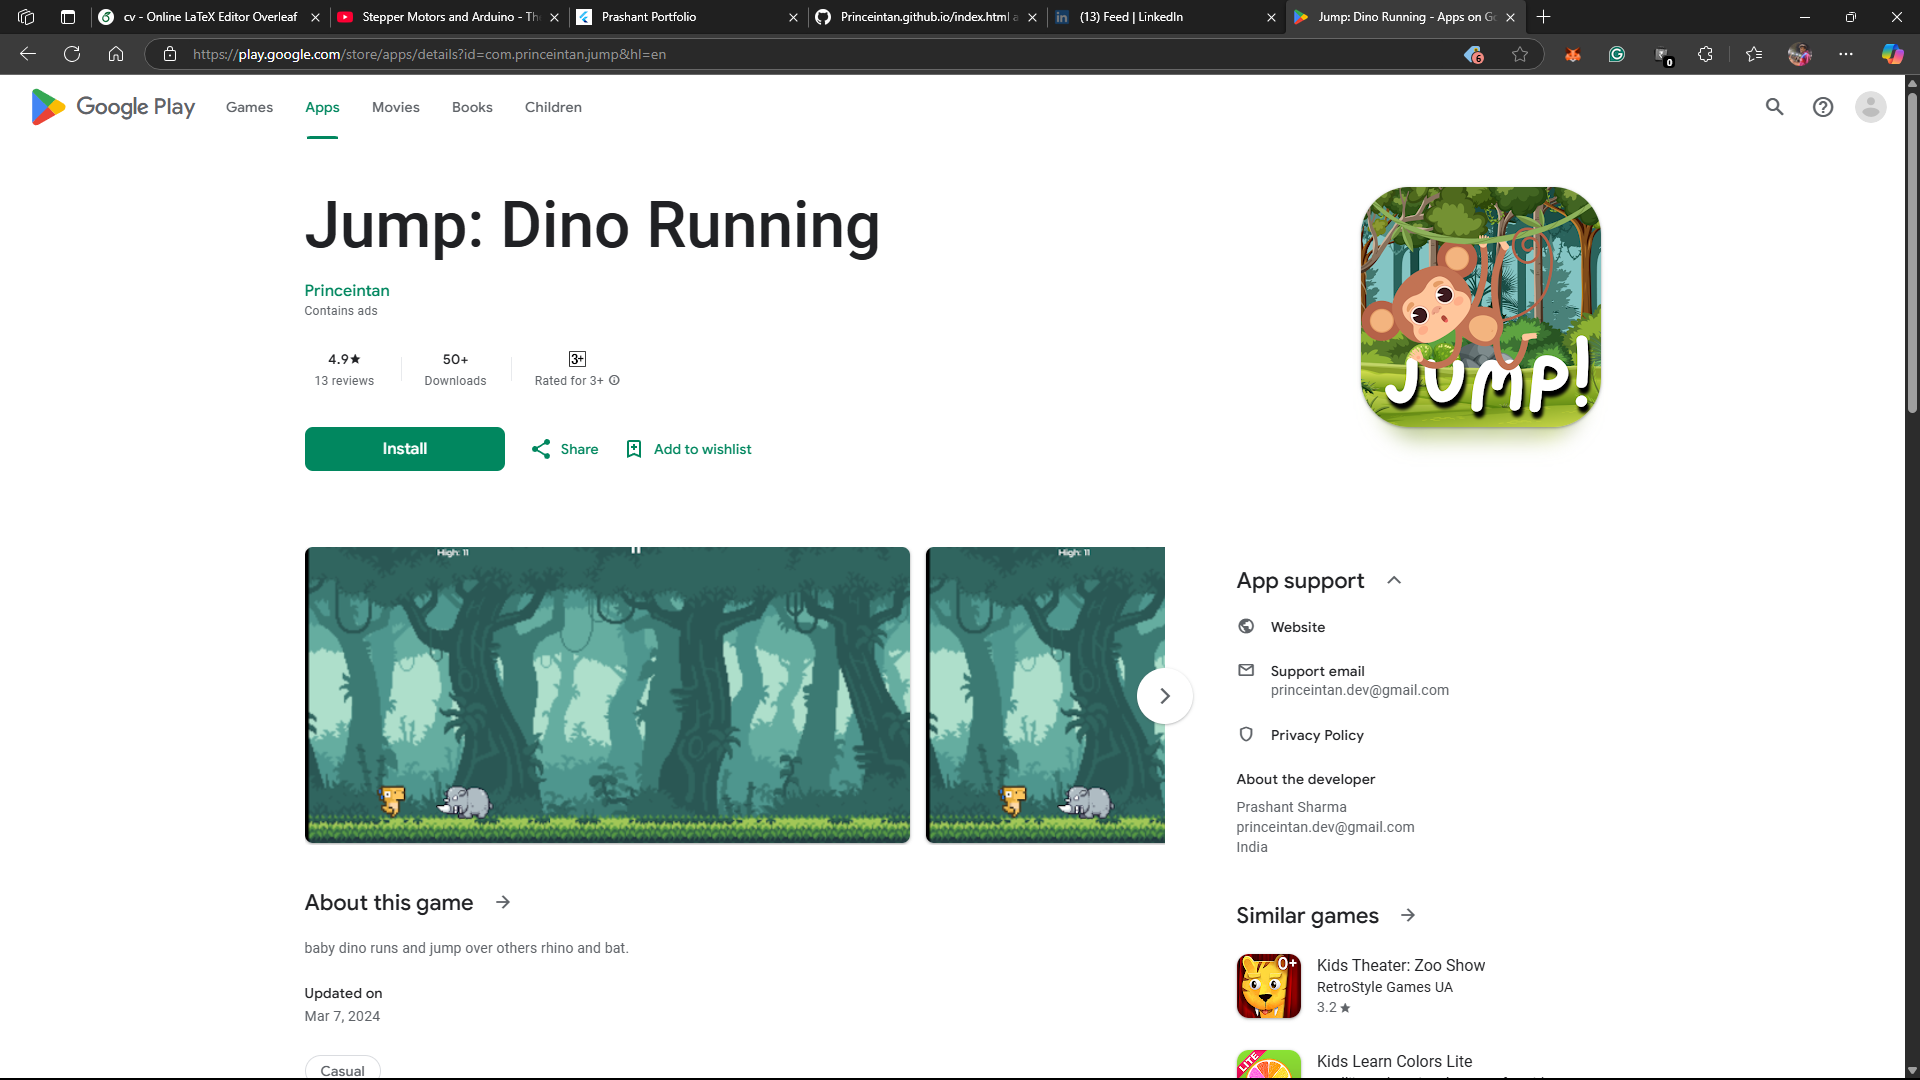 cv - Online LaTeX Editor Overleaf
Stepper Motors and Arduino - The
Prashant Portfolio
Princeintan.github.io/index.html a
(13) Feed | LinkedIn
Jump: Dino Running - Apps on Go
https://play.google.com/store/apps/details?id=com.princeintan.jump&hl=en
6
0
Google Play
Games
Apps
Movies
Books
Children
Jump: Dino Running
Princeintan
Contains ads
4.9★
13 reviews
50+
Downloads
3+
Rated for 3+
Install
Share
Add to wishlist
JUMP!
High: 11
High: 11
App support
Website
Support email
princeintan.dev@gmail.com
Privacy Policy
About the developer
Prashant Sharma
princeintan.dev@gmail.com
India
About this game
baby dino runs and jump over others rhino and bat.
Updated on
Mar 7, 2024
Casual
Similar games
0+
Kids Theater: Zoo Show
RetroStyle Games UA
3.2★
LITE
Kids Learn Colors Lite